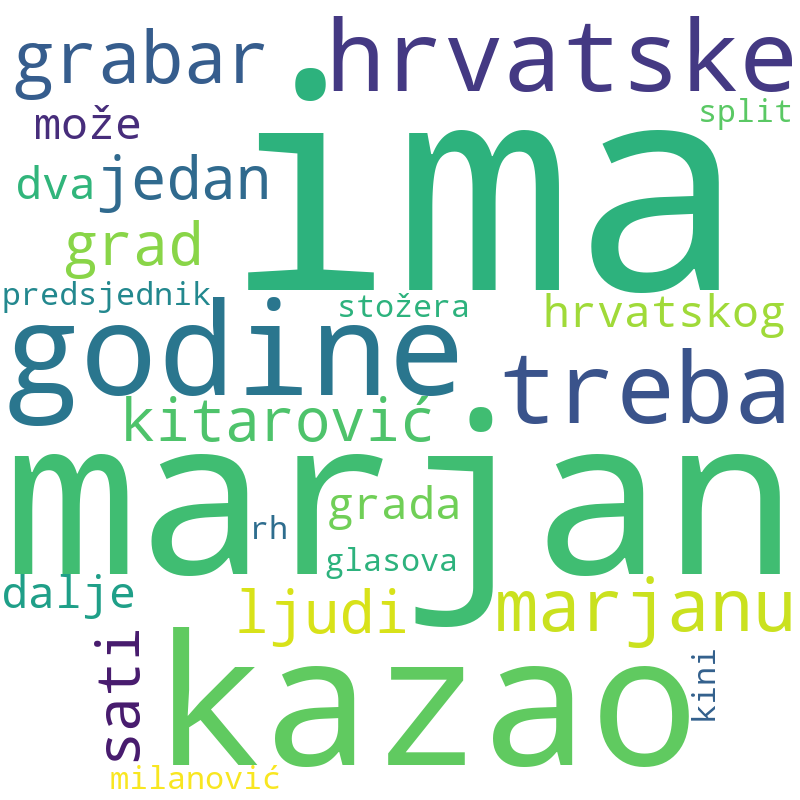 grabar
hrvatske
može
split
ima
dva
jedan
grad
predsjednik
stožera
hrvatskog
godine
treba
kitarović
marjan
grada
rh
glasova
dalje
ljudi
marjanu
sati
kazao
kini
milanović